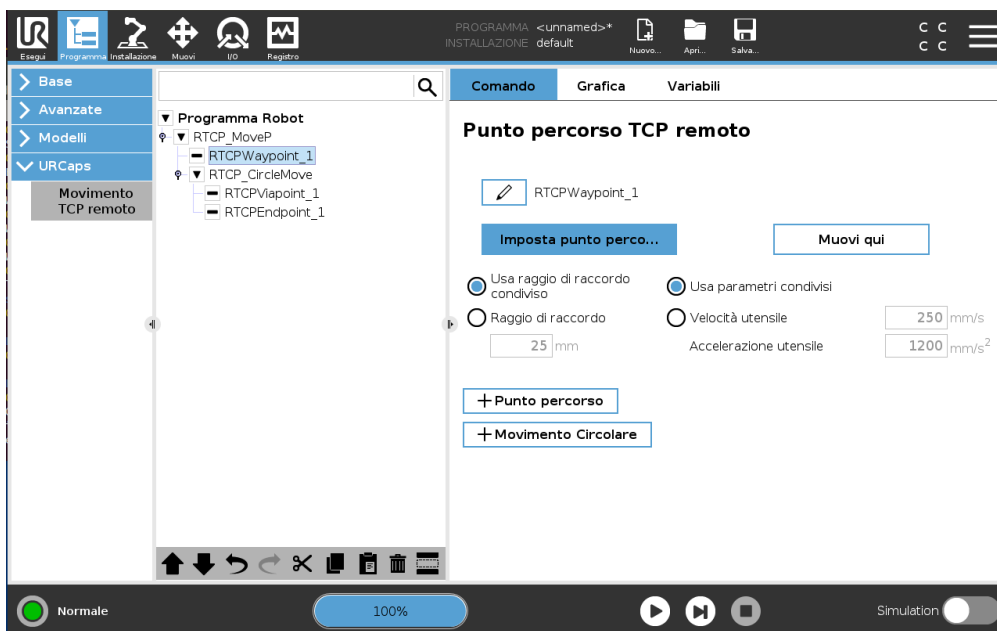 PROGRAMMA <unnamed>*
INSTALLAZIONE default
Esegui
Programma
Installazione
Muovi
I/O
Registro
Nuovo...
Apri...
Salva...
C C
C C
Base
Avanzate
Modelli
URCaps
Movimento
TCP remoto
Programma Robot
RTCP_MoveP
RTCPWaypoint_1
RTCP_CircleMove
RTCPViapoint_1
RTCPEndpoint_1
Comando
Grafica
Variabili
Punto percorso TCP remoto
RTCPWaypoint_1
Imposta punto perco...
Muovi qui
Usa raggio di raccordo
condiviso
Usa parametri condivisi
Raggio di raccordo
Velocità utensile
250 mm/s
25 mm
Accelerazione utensile
1200 mm/s²
Punto percorso
Movimento Circolare
Normale
100%
Simulation